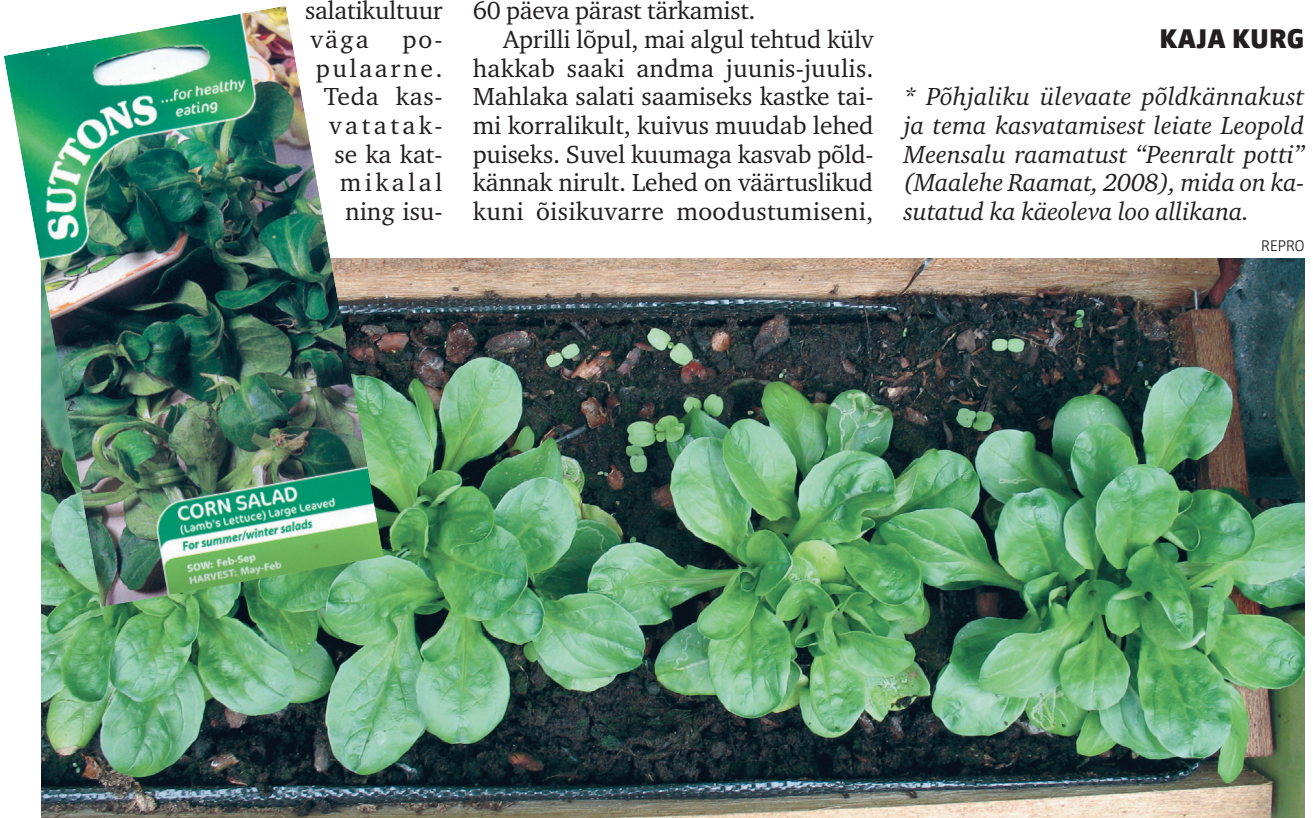 salatikultuur
väga po-
pulaarne.
Teda kas-
vatatak-
se ka kat-
mikalal
ning isu-
60 päeva pärast tärkamist.
Aprilli lõpul, mai algul tehtud külv
hakkab saaki andma juunis-juulis.
Mahlaka salati saamiseks kastke tai-
mi korralikult, kuivus muudab lehed
puiseks. Suvel kuumaga kasvab põld-
kännak nirult. Lehed on väärtuslikud
kuni õisikuvarre moodustumiseni,
KAJA KURG
* Põhjaliku ülevaate põldkännakust
ja tema kasvatamisest leiate Leopold
Meensalu raamatust “Peenralt potti”
(Maalehe Raamat, 2008), mida on ka-
sutatud ka käeoleva loo allikana.
REPRO
SUTTONS
...for healthy
eating
CORN SALAD
(Lamb's Lettuce) Large Leaved
For summer/winter salads
SOW: Feb-Sep
HARVEST: May-Feb